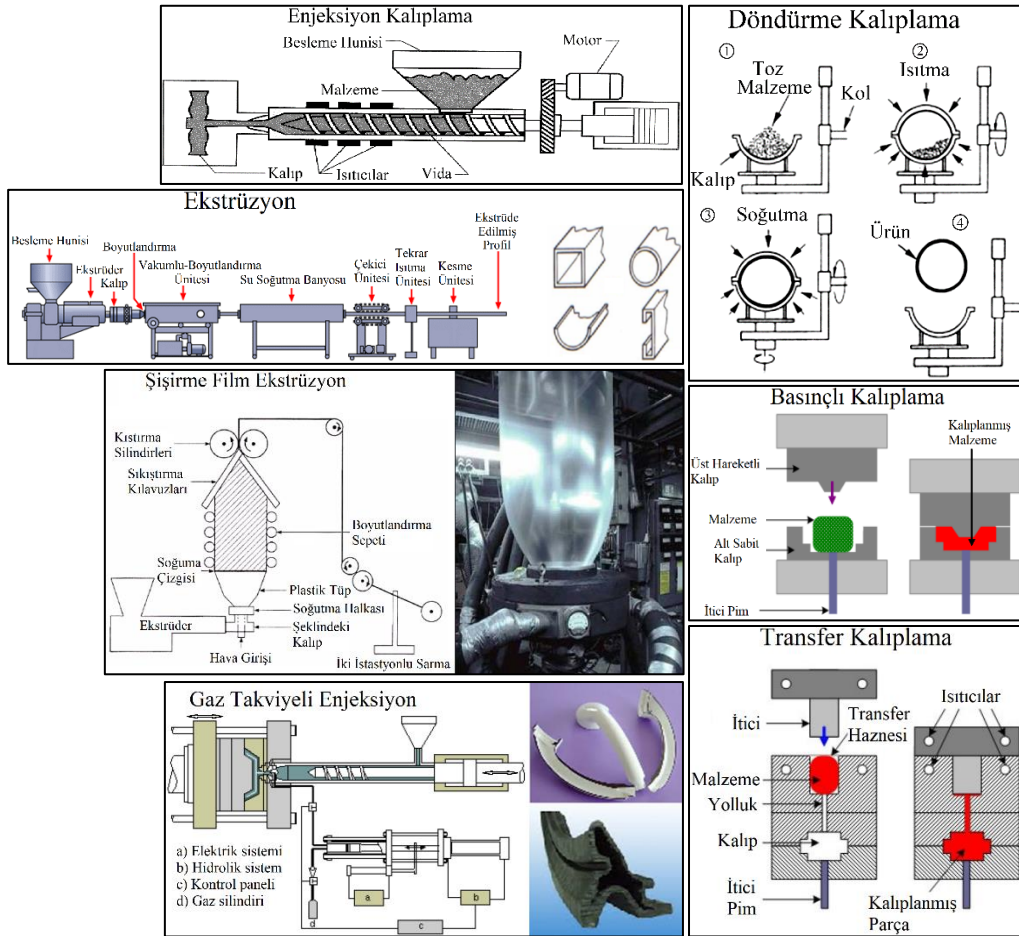 Enjeksiyon Kalıplama
Besleme Hunisi
Motor
Malzeme
Kalıp
Isıtıcılar
Vida
Ekstrüzyon
Besleme Hunisi
Boyutlandırma
Ekstrüder
Kalıp
Vakumlu-Boyutlandırma
Ünitesi
Su Soğutma Banyosu
Çekici
Ünitesi
Tekrar
Isıtma
Ünitesi
Kesme
Ünitesi
Ekstrüde
Edilmiş
Profil
Şişirme Film Ekstrüzyon
Kıstırma
Silindirleri
Sıkıştırma
Kılavuzları
Boyutlandırma
Sepeti
Soğuma
Çizgisi
Plastik Tüp
Soğutma Halkası
Ekstrüder
Şeklindeki
Kalıp
Hava Girişi
İki İstasyonlu Sarma
Gaz Takviyeli Enjeksiyon
a) Elektrik sistemi
b) Hidrolik sistem
c) Kontrol paneli
d) Gaz silindiri
a
b
c
d
Döndürme Kalıplama
①
Toz
Malzeme
Kol
Kalıp
②
Isıtma
③
Soğutma
④
Ürün
Basınçlı Kalıplama
Kalıplanmış
Malzeme
Üst Hareketli
Kalıp
Malzeme
Alt Sabit
Kalıp
İtici Pim
Transfer Kalıplama
İtici
Transfer
Haznesi
Isıtıcılar
Malzeme
Yolluk
Kalıp
İtici
Pim
Kalıplanmış
Parça